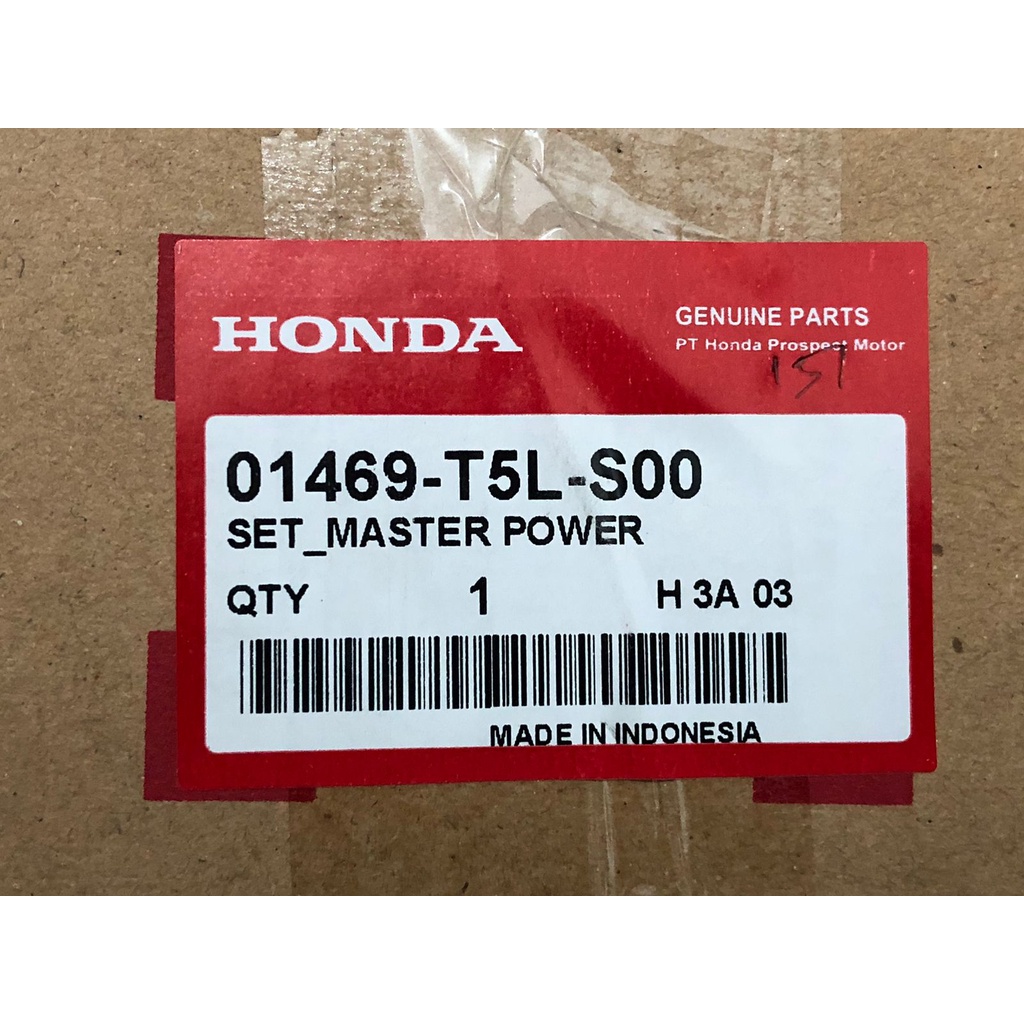 HONDA
GENUINE PARTS
PT Honda Prospect Motor
151
01469-T5L-S00
SET_MASTER POWER
QTY 1 H 3A 03
MADE IN INDONESIA